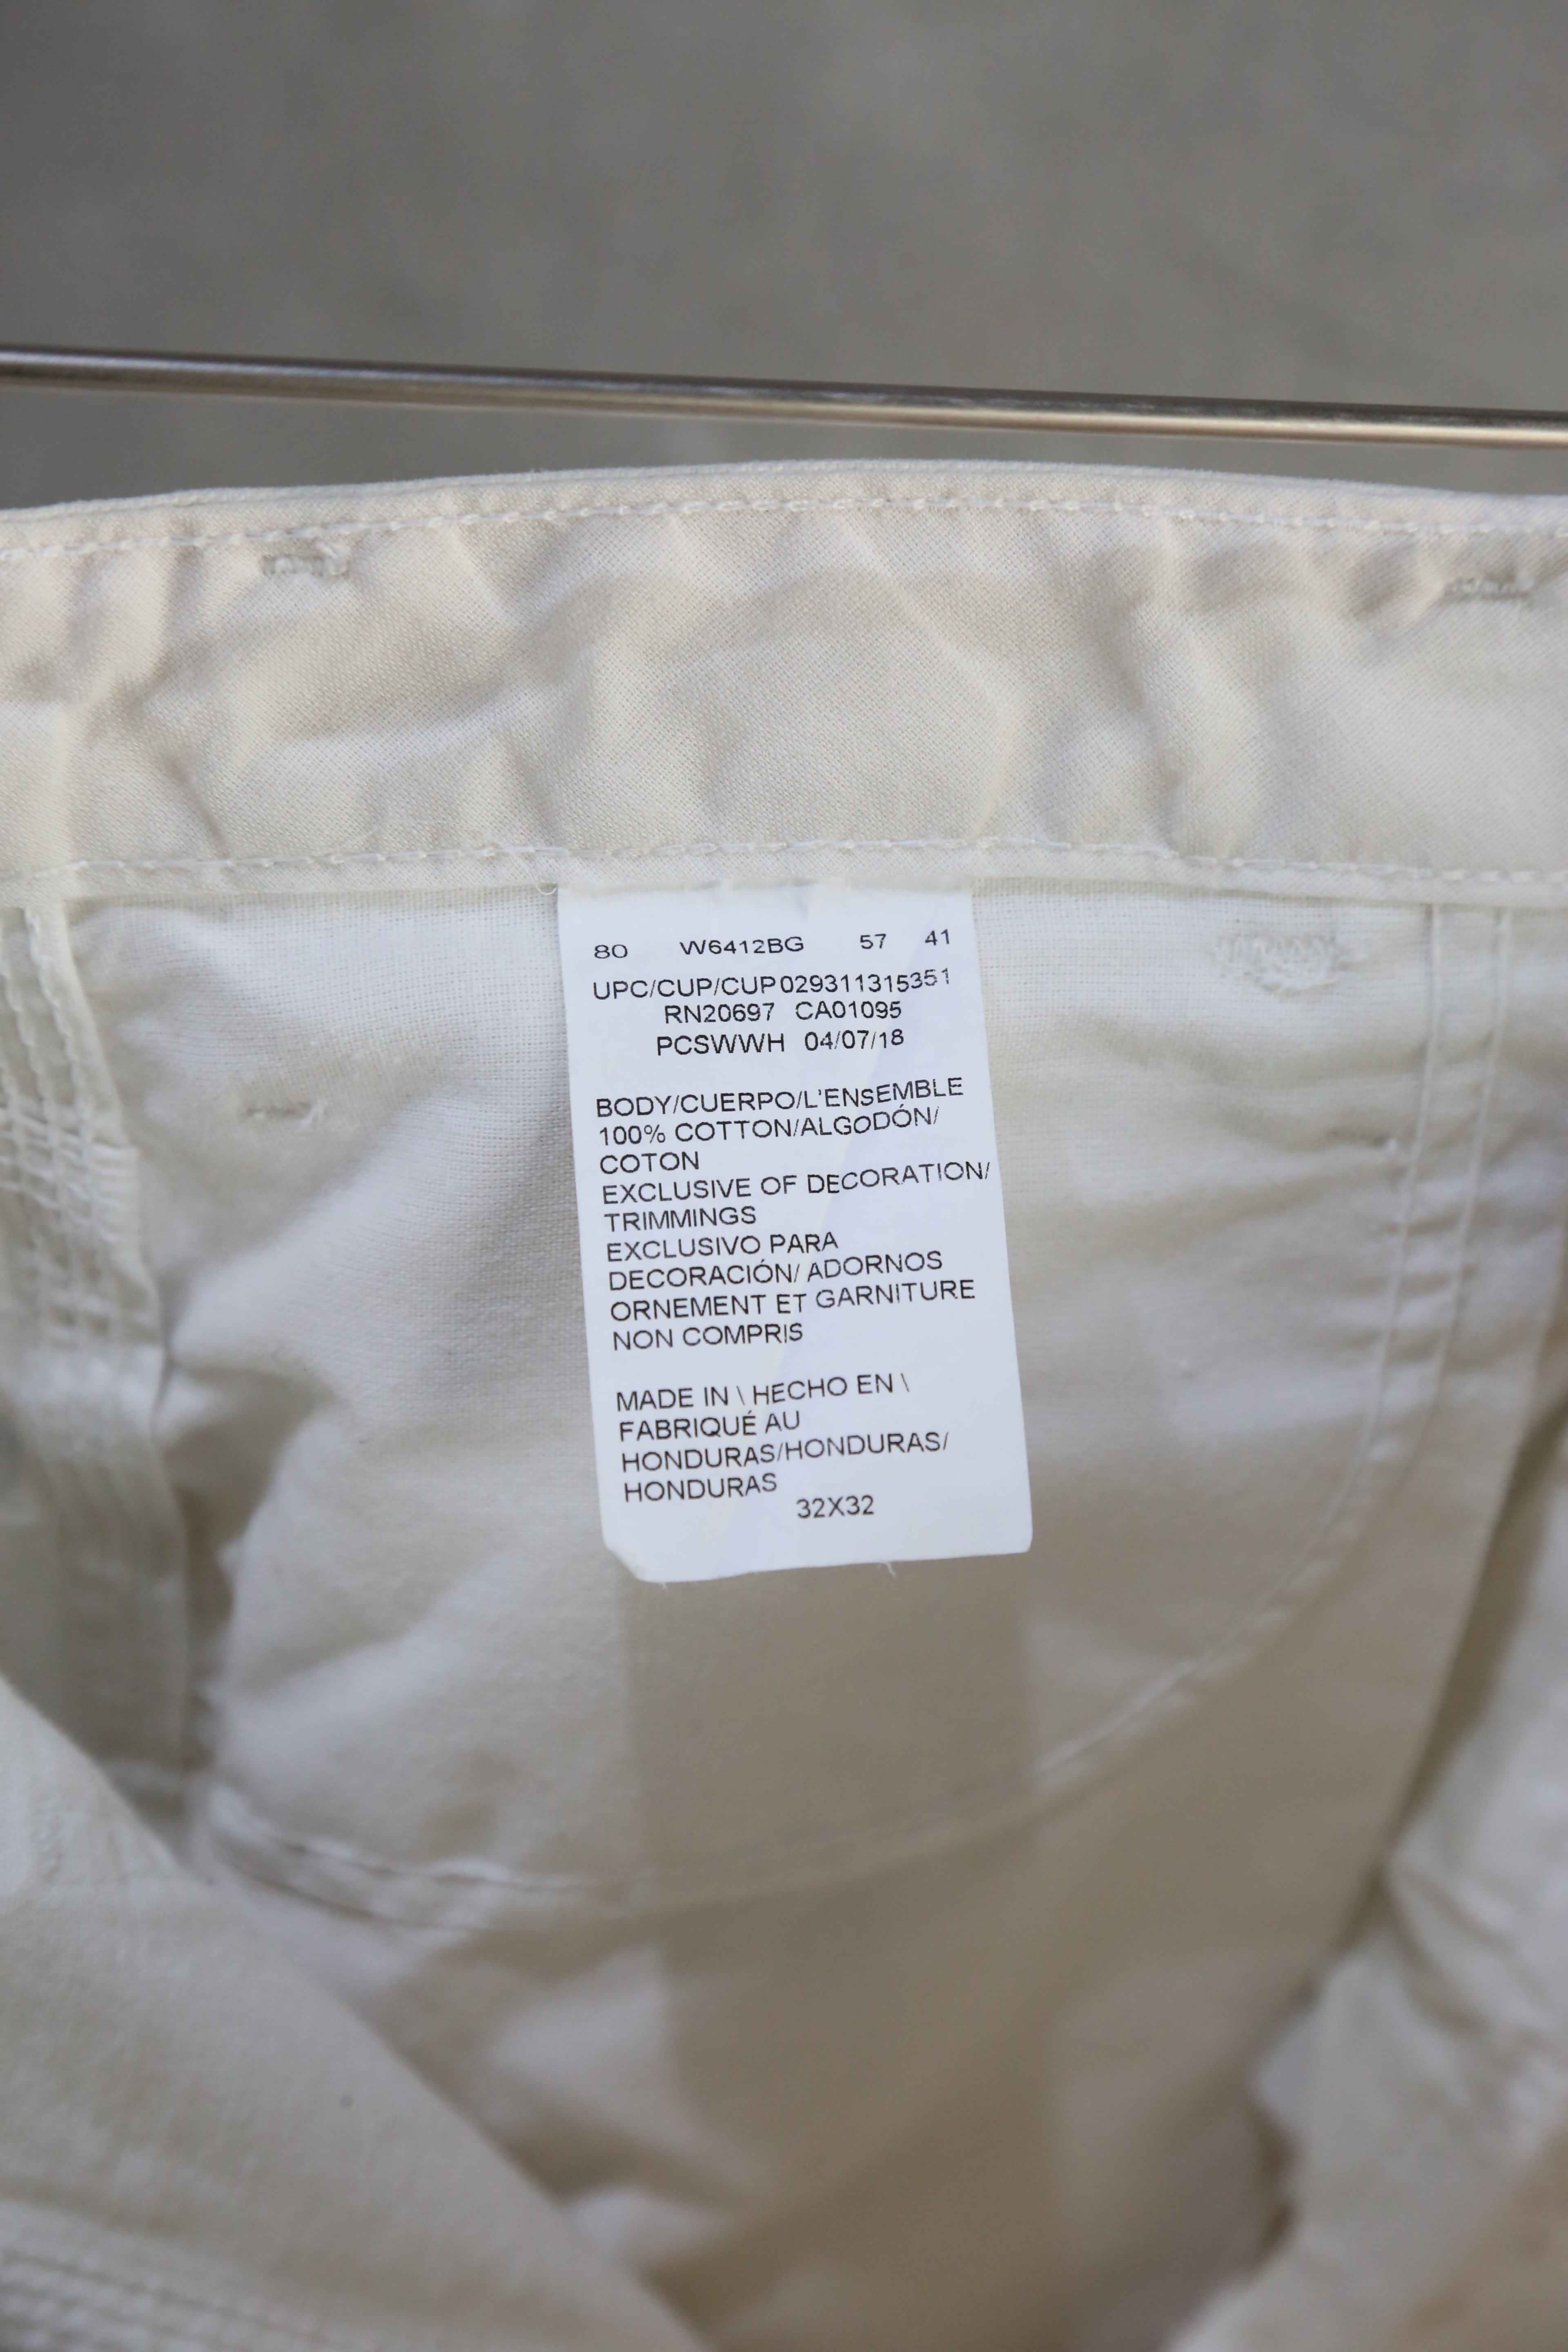 80 W6412BG 57 41
UPC/CUP/CUP029311315351
RN20697 CA01095
PCSWWH 04/07/18
BODY/CUERPO/L'ENSEMBLE
100% COTTON/ALGODÓN/
COTON
EXCLUSIVE OF DECORATION/
TRIMMINGS
EXCLUSIVO PARA
DECORACIÓN/ ADORNOS
ORNEMENT ET GARNITURE
NON COMPRIS
MADE IN \ HECHO EN \
FABRIQUÉ AU
HONDURAS/HONDURAS/
HONDURAS
32X32